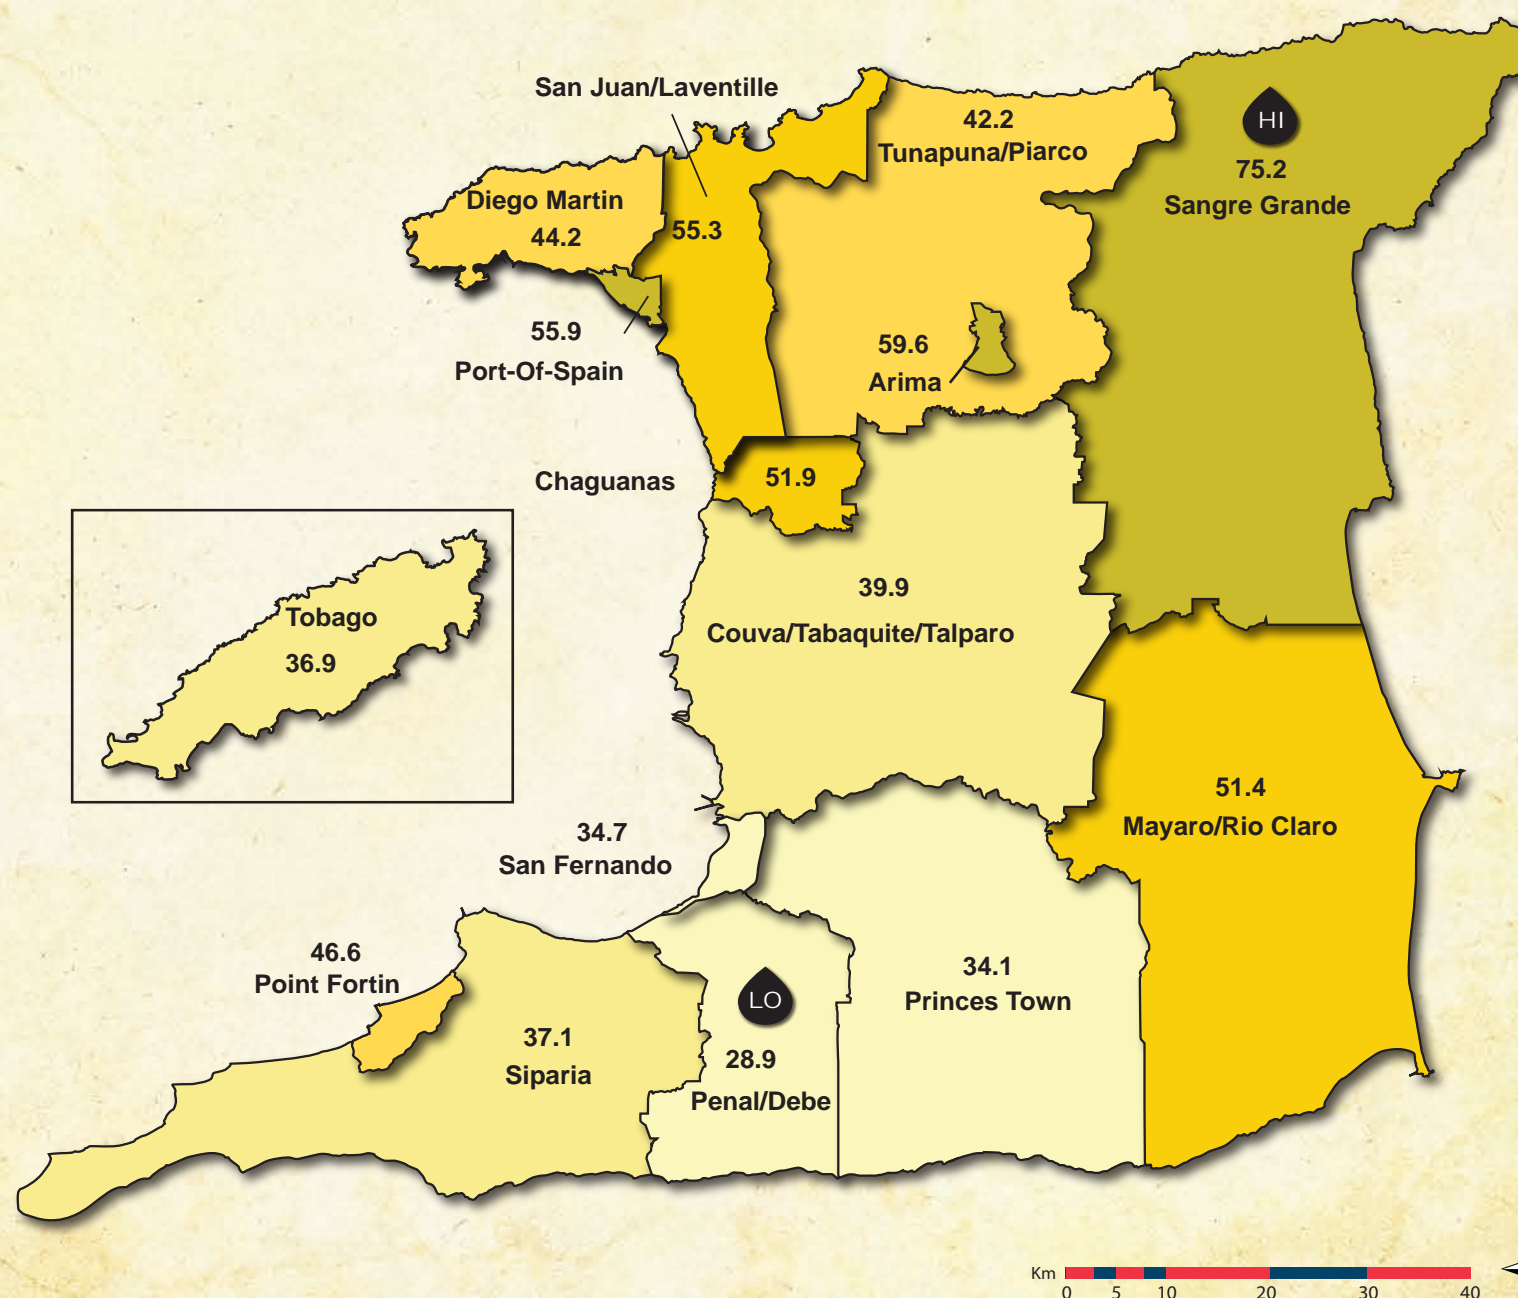 San Juan/Laventille
42.2
Tunapuna/Piarco
HI
75.2
Sangre Grande
Diego Martin
44.2
55.3
55.9
Port-Of-Spain
59.6
Arima
Chaguanas
51.9
39.9
Couva/Tabaquite/Talparo
Tobago
36.9
51.4
Mayaro/Rio Claro
34.7
San Fernando
46.6
Point Fortin
34.1
Princes Town
LO
37.1
Siparia
28.9
Penal/Debe
Km
0 5 10 20 30 40